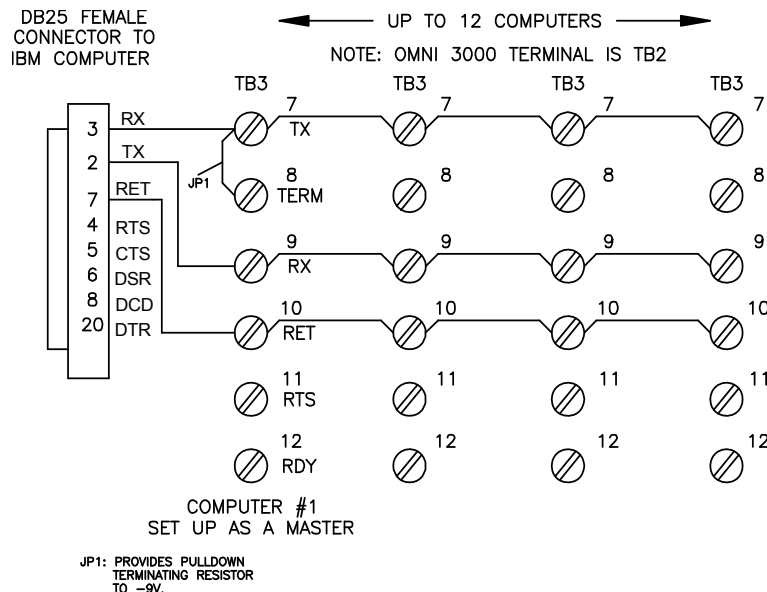 DB25 FEMALE
CONNECTOR TO
IBM COMPUTER
UP TO 12 COMPUTERS
NOTE: OMNI 3000 TERMINAL IS TB2
TB3 TB3 TB3 TB3
3 RX 7 TX 7 7 7
2 TX
JP1 8 TERM 8 8 8
7 RET
4 RTS
5 CTS 9 RX 9 9 9
6 DSR
8 DCD
20 DTR 10 RET 10 10 10
11 RTS 11 11 11
12 RDY 12 12 12
COMPUTER #1
SET UP AS A MASTER
JP1: PROVIDES PULLDOWN
TERMINATING RESISTOR
TO -9V.